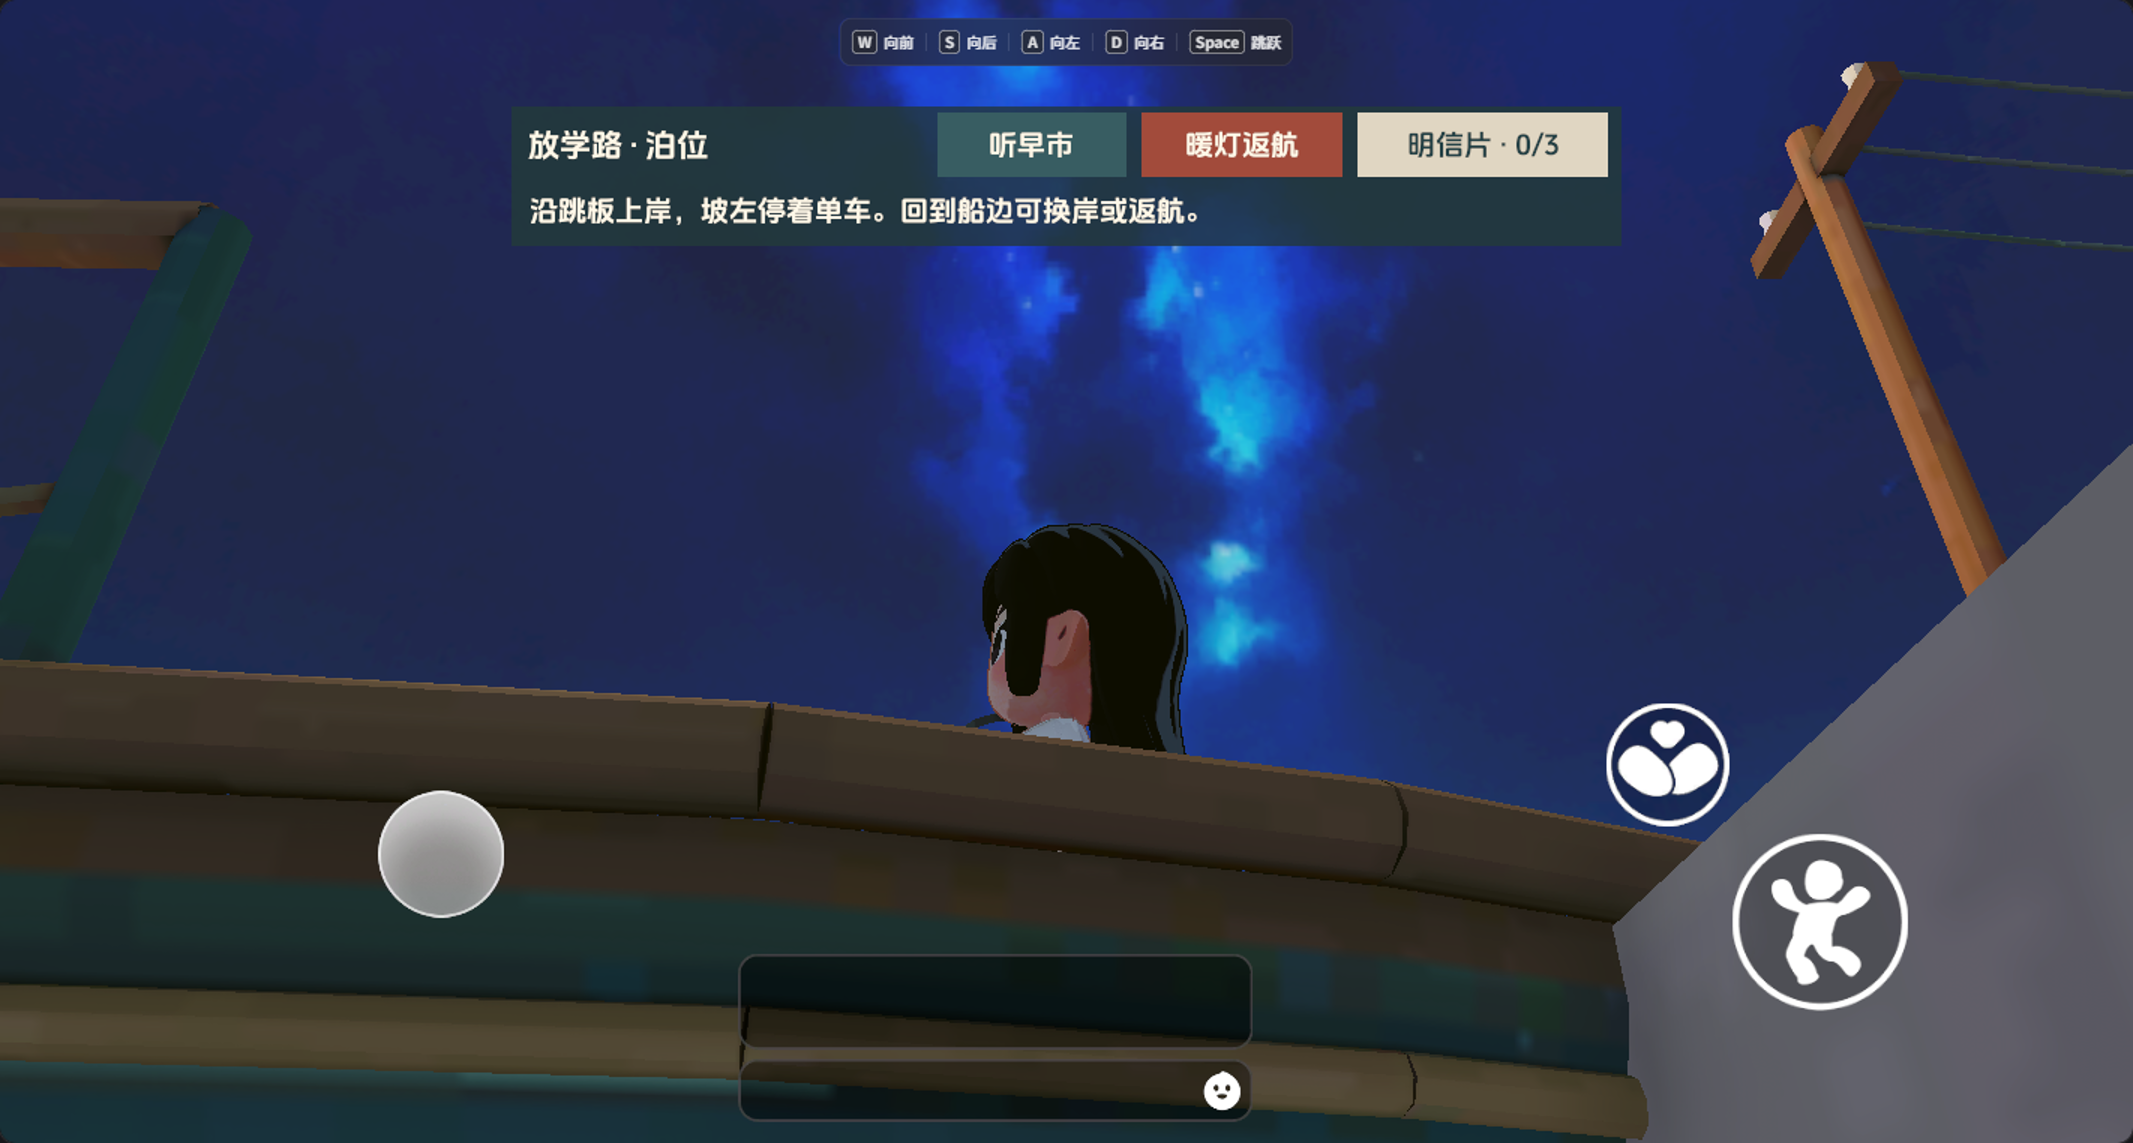 W 向前 S 向后 A 向左 D 向右 Space 跳跃
放学路·泊位 听早市 暖灯返航 明信片·0/3
沿跳板上岸，坡左停着单车。回到船边可换岸或返航。